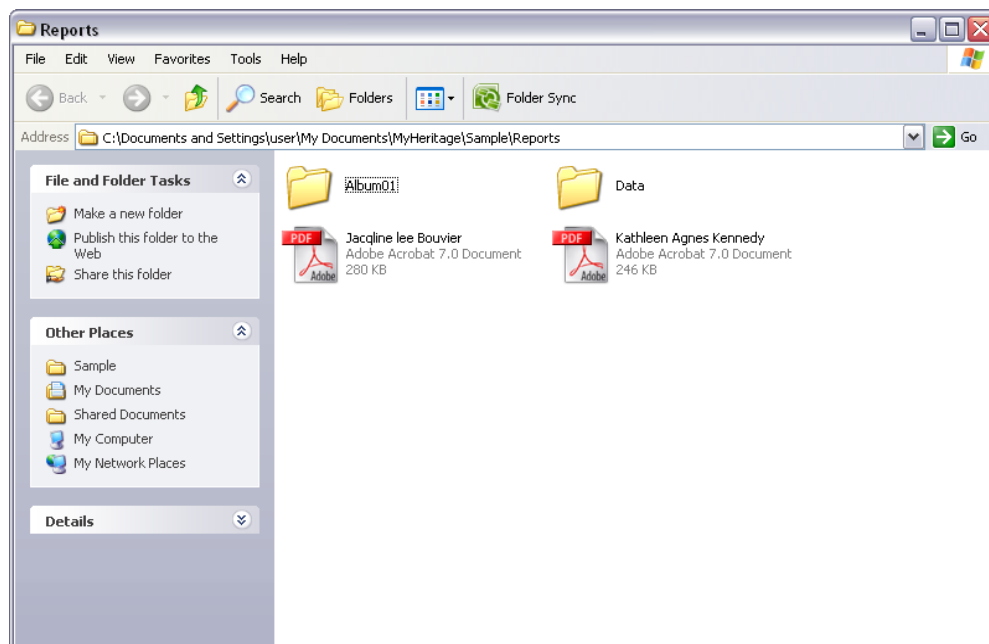 Reports
File Edit View Favorites Tools Help
Back Search Folders Folder Sync
Address C:\Documents and Settings\user\My Documents\MyHeritage\Sample\Reports Go
File and Folder Tasks
Make a new folder
Publish this folder to the
Web
Share this folder
Other Places
Sample
My Documents
Shared Documents
My Computer
My Network Places
Details
Album01
Data
PDF
Adobe
Jacqline lee Bouvier
Adobe Acrobat 7.0 Document
280 KB
PDF
Adobe
Kathleen Agnes Kennedy
Adobe Acrobat 7.0 Document
246 KB